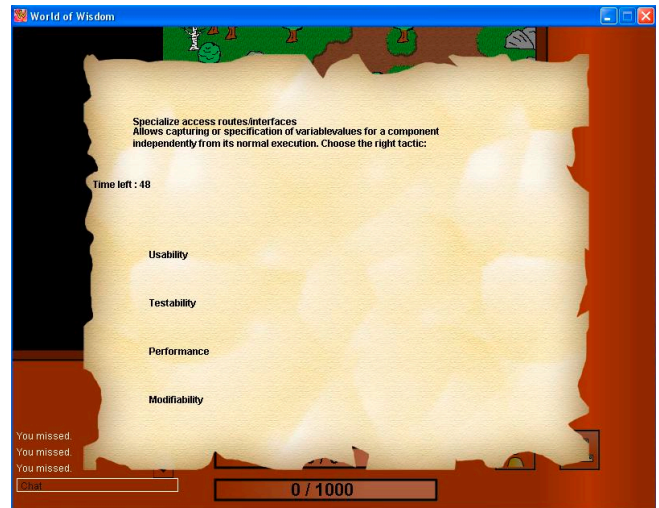 World of Wisdom
Specialize access routes/interfaces
Allows capturing or specification of variablevalues for a component
independently from its normal execution. Choose the right tactic:
Time left : 48
Usability
Testability
Performance
Modifiability
You missed.
You missed.
You missed.
Chat
0 / 1000